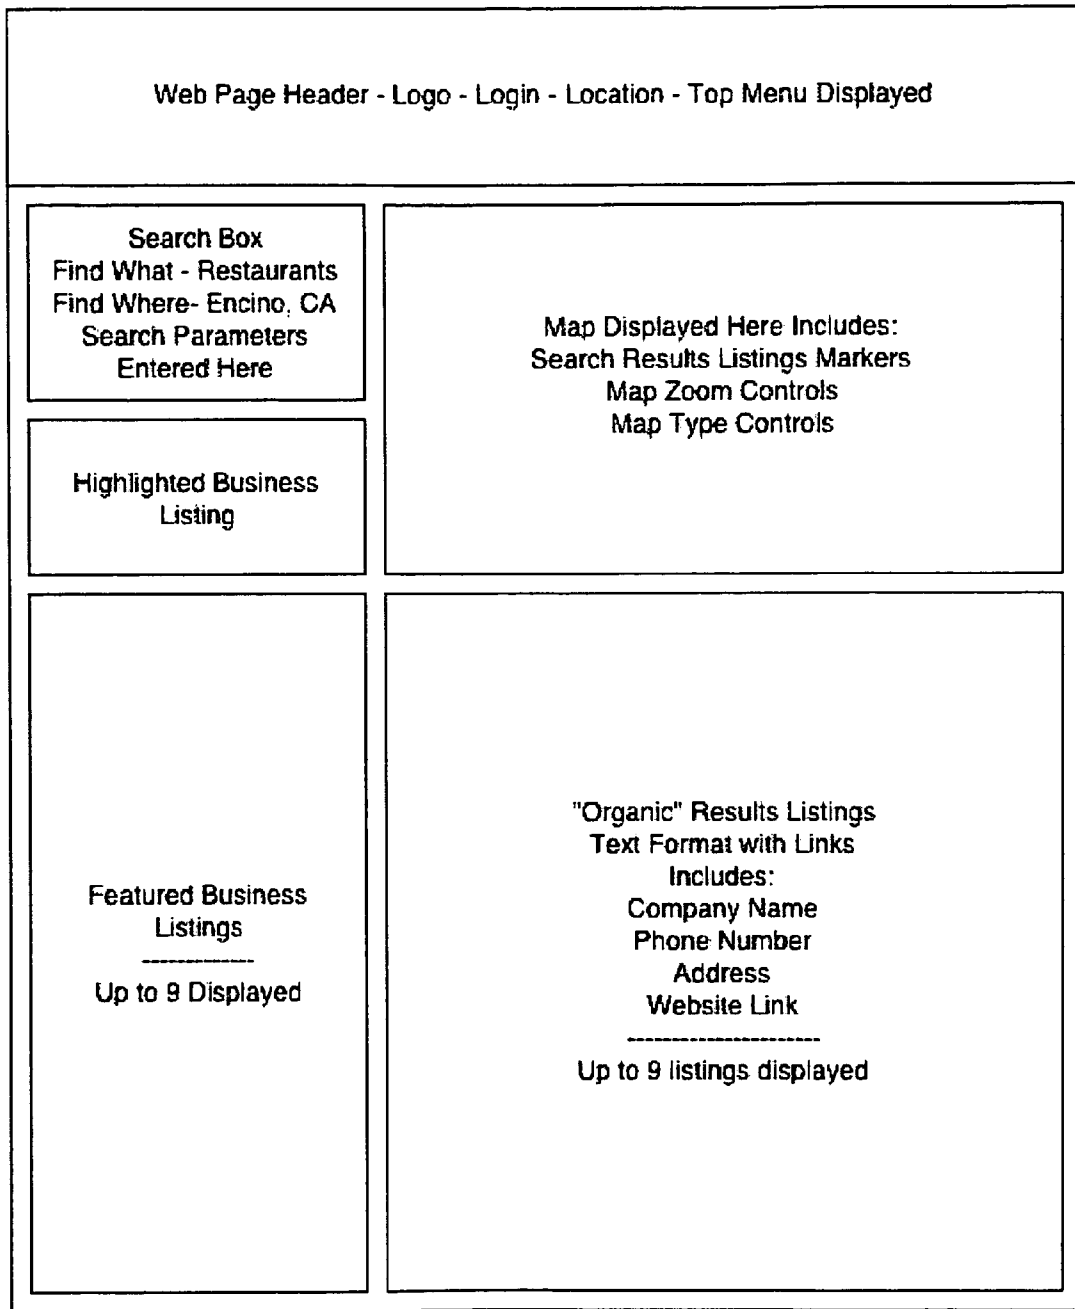 Web Page Header - Logo - Login - Location - Top Menu Displayed
Search Box
Find What - Restaurants
Find Where- Encino, CA
Search Parameters
Entered Here
Map Displayed Here Includes:
Search Results Listings Markers
Map Zoom Controls
Map Type Controls
Highlighted Business
Listing
Featured Business
Listings
-------------
Up to 9 Displayed
"Organic" Results Listings
Text Format with Links
Includes:
Company Name
Phone Number
Address
Website Link
----------------------
Up to 9 listings displayed